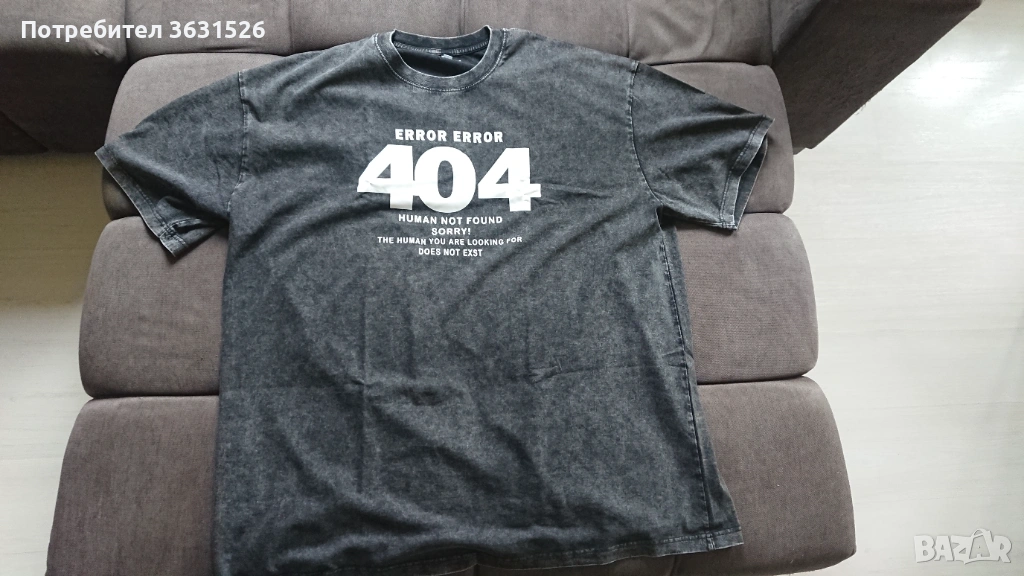 Потребител 3631526
ERROR ERROR
404
HUMAN NOT FOUND
SORRY!
THE HUMAN YOU ARE LOOKING FOR
DOES NOT EXST
BAZAR